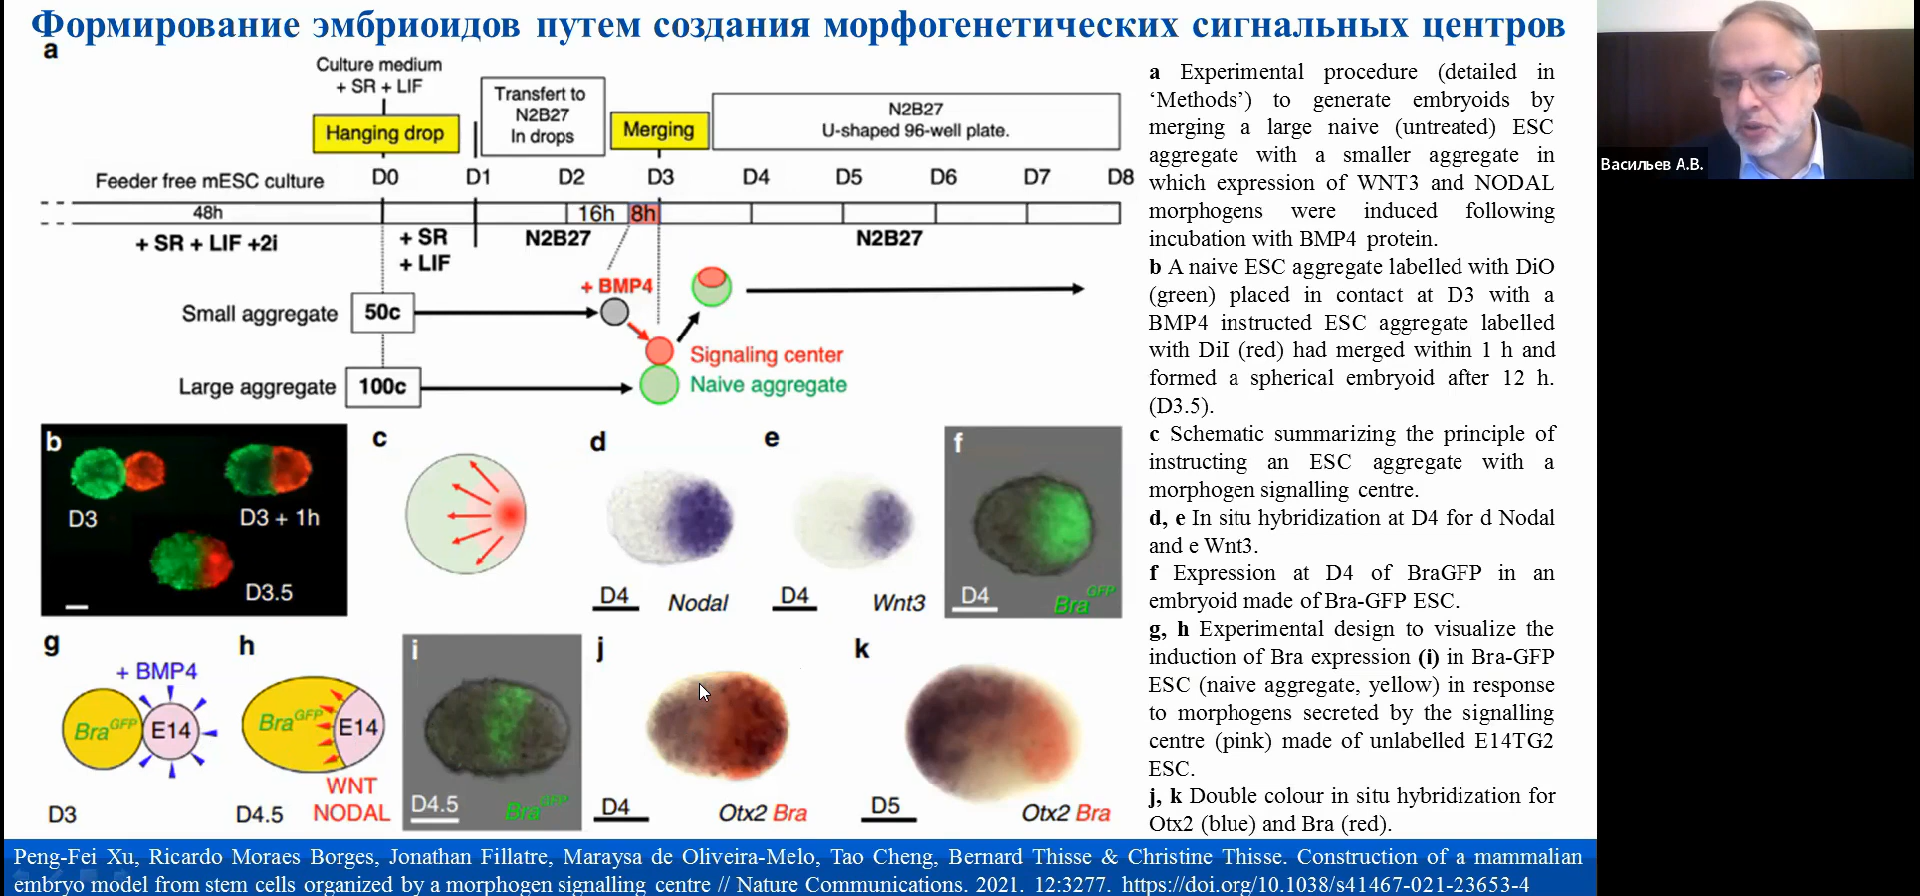 Формирование эмбриоидов путем создания морфогенетических сигнальных центров
a
Culture medium
+ SR + LIF
Hanging drop
Transfert to
N2B27
In drops
Merging
N2B27
U-shaped 96-well plate.
Feeder free mESC culture
D0 D1 D2 D3 D4 D5 D6 D7 D8
48h 16h 8h
+ SR + LIF +2i
+ SR
+ LIF
N2B27
N2B27
+ BMP4
Small aggregate
50c
Signaling center
Large aggregate
100c
Naive aggregate
b
D3
D3 + 1h
D3.5
c
d
D4
Nodal
e
D4
Wnt3
f
D4
Bra GFP
g
+ BMP4
Bra GFP
E14
D3
h
Bra GFP
E14
D4.5
WNT
NODAL
i
D4.5
Bra GFP
j
D4
Otx2 Bra
k
D5
Otx2 Bra
a Experimental procedure (detailed in
‘Methods’) to generate embryoids by
merging a large naive (untreated) ESC
aggregate with a smaller aggregate in
which expression of WNT3 and NODAL
morphogens were induced following
incubation with BMP4 protein.
b A naive ESC aggregate labelled with DiO
(green) placed in contact at D3 with a
BMP4 instructed ESC aggregate labelled
with DiI (red) had merged within 1 h and
formed a spherical embryoid after 12 h.
(D3.5).
c Schematic summarizing the principle of
instructing an ESC aggregate with a
morphogen signalling centre.
d, e In situ hybridization at D4 for d Nodal
and e Wnt3.
f Expression at D4 of BraGFP in an
embryoid made of Bra-GFP ESC.
g, h Experimental design to visualize the
induction of Bra expression (i) in Bra-GFP
ESC (naive aggregate, yellow) in response
to morphogens secreted by the signalling
centre (pink) made of unlabelled E14TG2
ESC.
j, k Double colour in situ hybridization for
Otx2 (blue) and Bra (red).
Васильев А.В.
Peng-Fei Xu, Ricardo Moraes Borges, Jonathan Fillatre, Maraysa de Oliveira-Melo, Tao Cheng, Bernard Thisse & Christine Thisse. Construction of a mammalian
embryo model from stem cells organized by a morphogen signalling centre // Nature Communications. 2021. 12:3277. https://doi.org/10.1038/s41467-021-23653-4